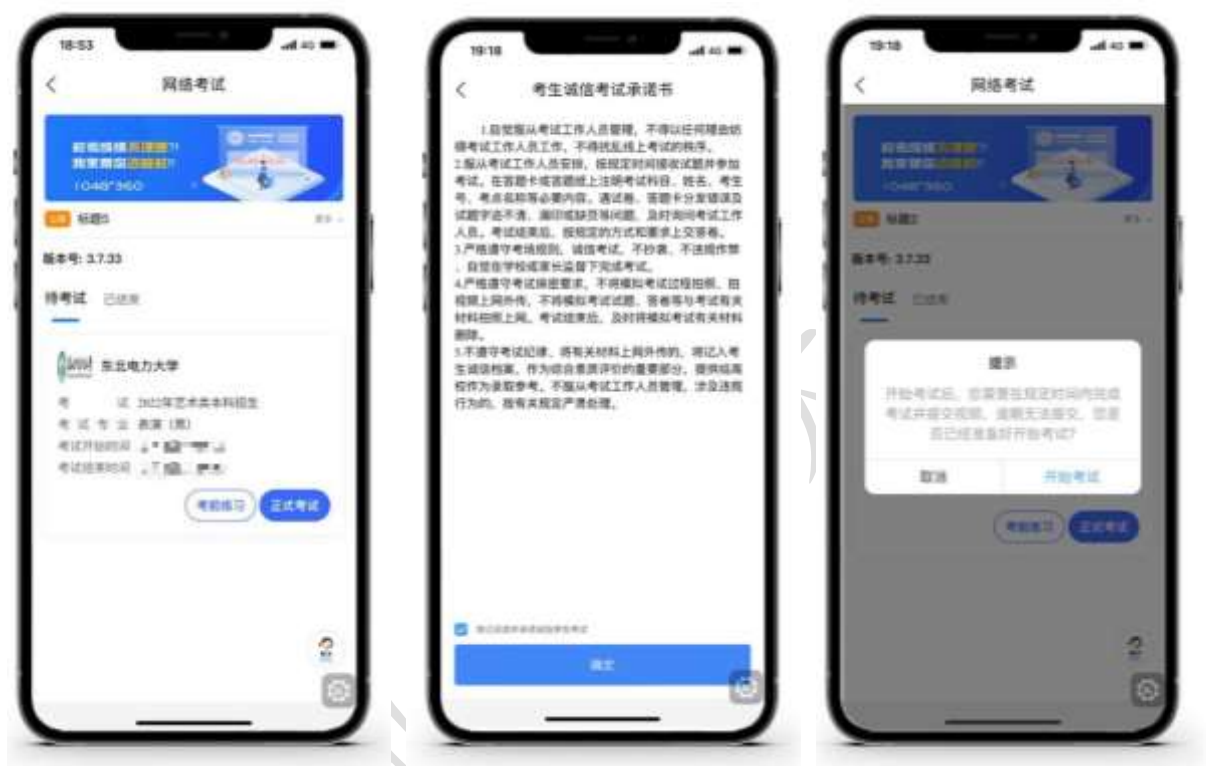 18:53
4G
网络考试
1048*360
标题5
版本号: 3.7.33
待考试 已结束
东北电力大学
考 试 2022年艺术类本科招生
考试专业 表演（男）
考试开始时间
考试结束时间
考前练习 正式考试
19:18
4G
考生诚信考试承诺书
1.自觉服从考试工作人员管理，不得以任何理由妨
碍考试工作人员工作，不得扰乱线上考试的秩序。
2.服从考试工作人员安排，按规定时间接收试题并参加
考试。在答题卡或答题纸上注明考试科目、姓名、考生
号、考点名称等必要内容。遇试卷、答题卡分发错误及
试题字迹不清、漏印或缺页等问题，及时询问考试工作
人员。考试结束后，按规定的方式和要求上交答卷。
3.严格遵守考场规则，诚信考试，不抄袭、不违规作弊
，自觉在学校或家长监督下完成考试。
4.严格遵守考试保密要求，不将模拟考试过程拍照、拍
视频上网外传，不将模拟考试试题、答卷等与考试有关
材料拍照上网。考试结束后，及时将模拟考试有关材料
删除。
5.不遵守考试纪律，将有关材料上网外传的，将记入考
生诚信档案，作为综合素质评价的重要部分，提供给高
校作为录取参考。不服从考试工作人员管理，涉及违规
行为的，按有关规定严肃处理。
确定
19:18
4G
网络考试
1048*360
版本号: 3.7.33
待考试 已结束
提示
开始考试后，您需要在规定时间内完成
考试并提交视频，逾期无法提交，您是
否已经准备好开始考试？
取消 开始考试
考前练习 正式考试